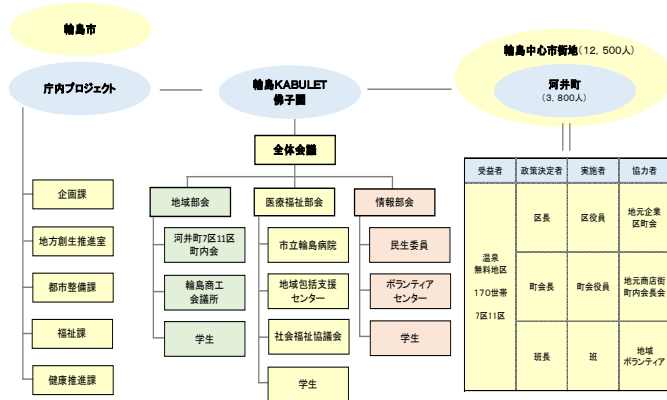 輪島市
庁内プロジェクト
企画課
地方創生推進室
都市整備課
福祉課
健康推進課
輪島KABULET
佛子園
全体会議
地域部会
河井町7区11区
町内会
輪島商工
会議所
学生
医療福祉部会
市立輪島病院
地域包括支援
センター
社会福祉協議会
学生
情報部会
民生委員
ボランティア
センター
学生
輪島中心市街地(12,500人)
河井町
(3,800人)
受益者 政策決定者 実施者 協力者
温泉
無料地区
170世帯
7区11区
区長 区役員 地元企業
区町会
町会長 町会役員 地元商店街
町内会長会
班長 班 地域
ボランティア